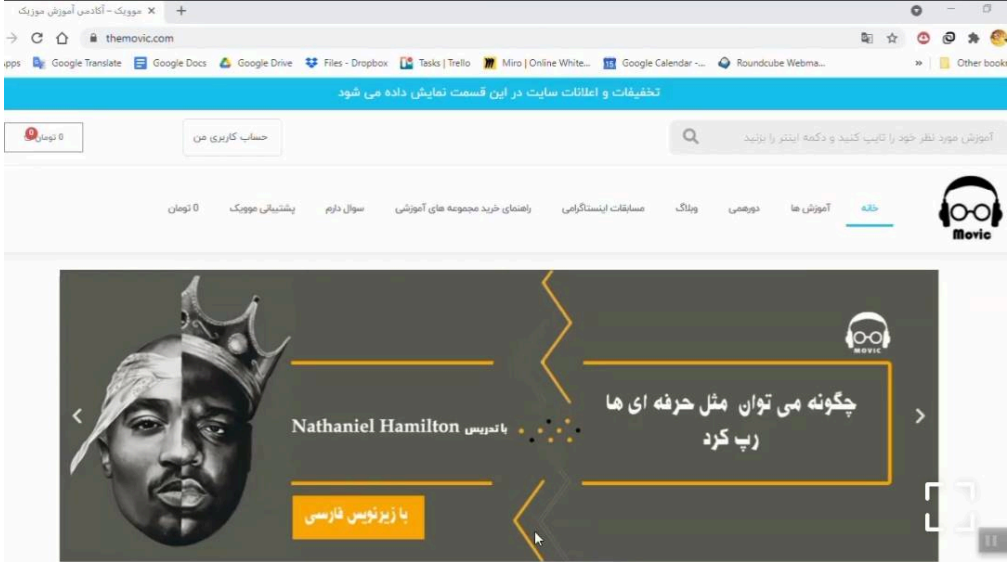 موویک – آکادمی آموزش موزیک
themovic.com
Google Translate
Google Docs
Google Drive
Files - Dropbox
Tasks | Trello
Miro | Online White...
Google Calendar -...
Roundcube Webma...
»
تخفیفات و اعلانات سایت در این قسمت نمایش داده می شود
آموزش مورد نظر خود را تایپ کنید و دکمه اینتر را بزنید
حساب کاربری من
0 تومان
0
Movic
خانه
آموزش ها
دورهمی
وبلاگ
مسابقات اینستاگرامی
راهنمای خرید مجموعه های آموزشی
سوال دارم
پشتیبانی موویک
0 تومان
MOVIC
چگونه می توان مثل حرفه ای ها
رپ کرد
با تدریس Nathaniel Hamilton
با زیرنویس فارسی